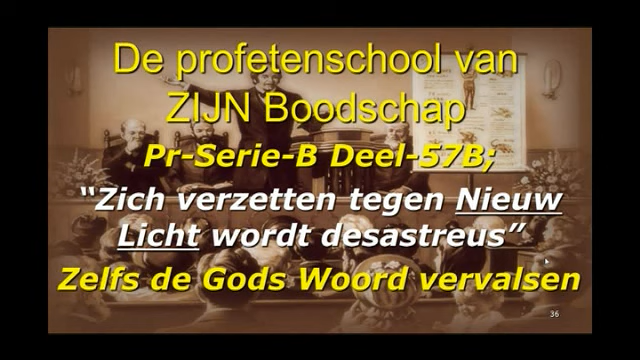 De profetenschool van
ZIJN Boodschap
Pr-Serie-B Deel-57B;
“Zich verzetten tegen Nieuw
Licht wordt desastreus”
Zelfs de Gods Woord vervalsen
36